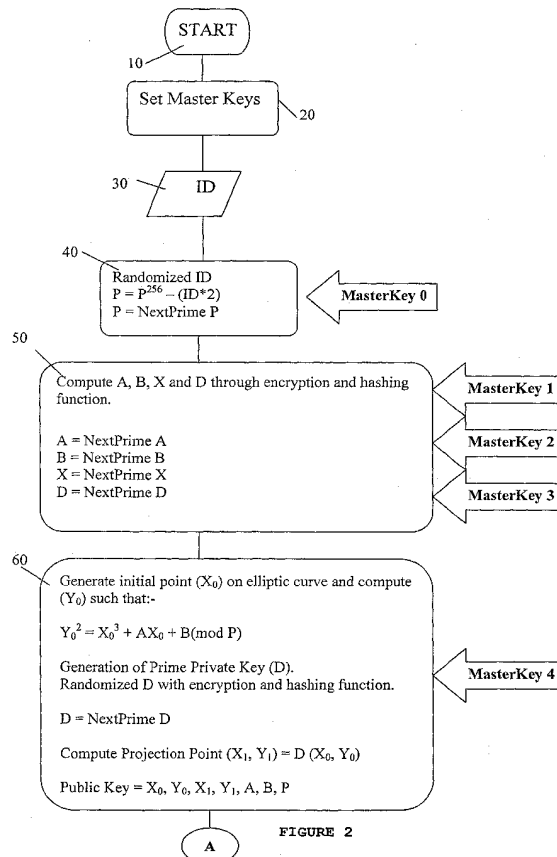 START
10
Set Master Keys
20
30
ID
40
Randomized ID
P = P^256 – (ID*2)
P = NextPrime P
MasterKey 0
50
Compute A, B, X and D through encryption and hashing
function.
A = NextPrime A
B = NextPrime B
X = NextPrime X
D = NextPrime D
MasterKey 1
MasterKey 2
MasterKey 3
60
Generate initial point (X₀) on elliptic curve and compute
(Y₀) such that:-
Y₀² = X₀³ + AX₀ + B(mod P)
Generation of Prime Private Key (D).
Randomized D with encryption and hashing function.
D = NextPrime D
Compute Projection Point (X₁, Y₁) = D (X₀, Y₀)
Public Key = X₀, Y₀, X₁, Y₁, A, B, P
MasterKey 4
A
FIGURE 2